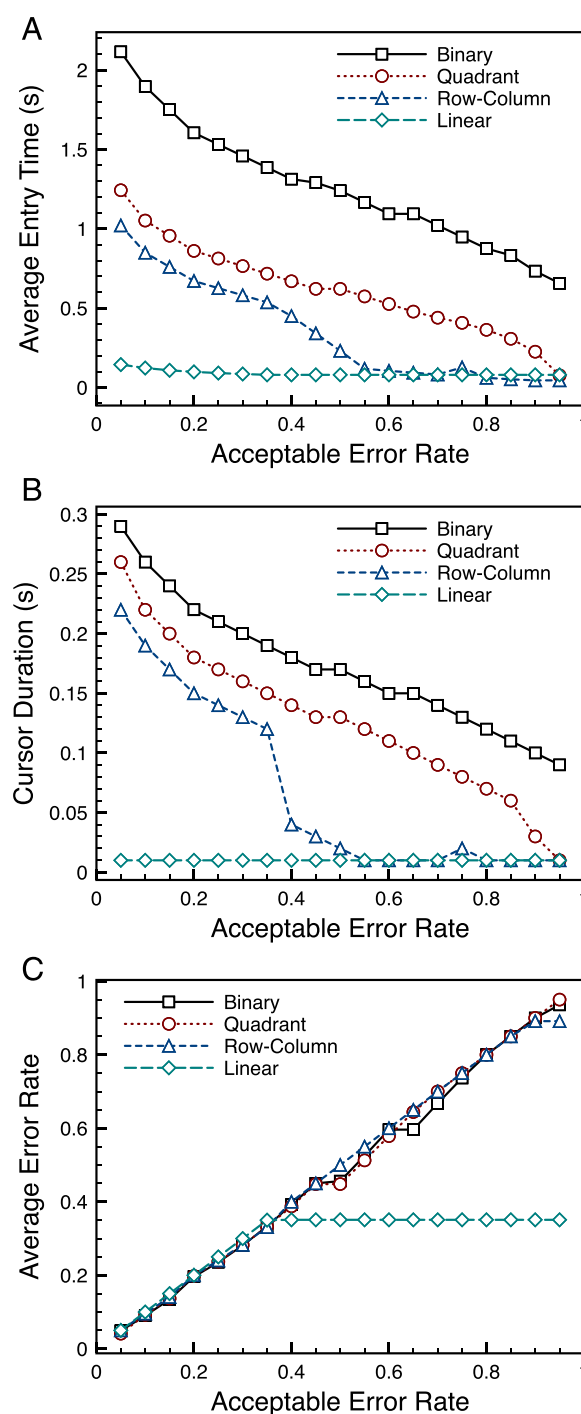 A
Average Entry Time (s)
2
1.5
1
0.5
0
Binary
Quadrant
Row-Column
Linear
0 0.2 0.4 0.6 0.8
Acceptable Error Rate
B
Cursor Duration (s)
0.3
0.25
0.2
0.15
0.1
0.05
0
Binary
Quadrant
Row-Column
Linear
0 0.2 0.4 0.6 0.8
Acceptable Error Rate
C
Average Error Rate
1
0.8
0.6
0.4
0.2
0
Binary
Quadrant
Row-Column
Linear
0 0.2 0.4 0.6 0.8
Acceptable Error Rate